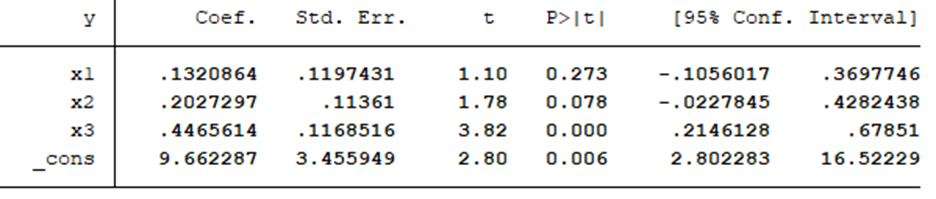 y Coef. Std. Err. t P>|t| [95% Conf. Interval]
x1 .1320864 .1197431 1.10 0.273 -.1056017 .3697746
x2 .2027297 .11361 1.78 0.078 -.0227845 .4282438
x3 .4465614 .1168516 3.82 0.000 .2146128 .67851
_cons 9.662287 3.455949 2.80 0.006 2.802283 16.52229